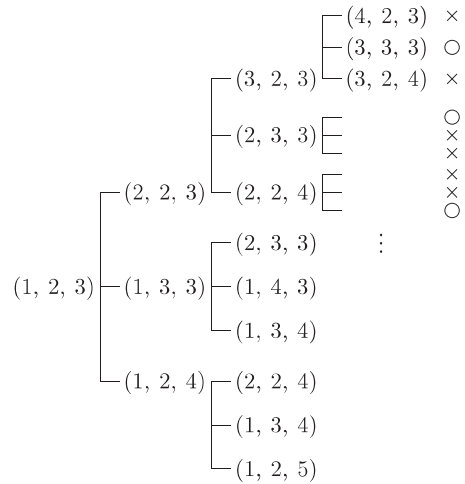 (4, 2, 3) ×
(3, 3, 3) ○
(3, 2, 3) (3, 2, 4) ×
○
(2, 3, 3) ×
×
×
(2, 2, 3) (2, 2, 4) ×
○
(2, 3, 3) ⋮
(1, 2, 3) (1, 3, 3) (1, 4, 3)
(1, 3, 4)
(1, 2, 4) (2, 2, 4)
(1, 3, 4)
(1, 2, 5)